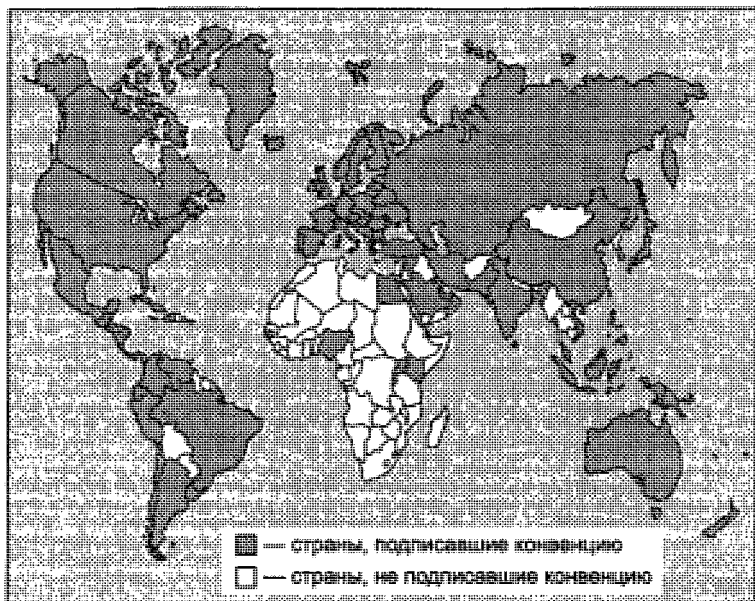 — страны, подписавшие конвенцию
— страны, не подписавшие конвенцию